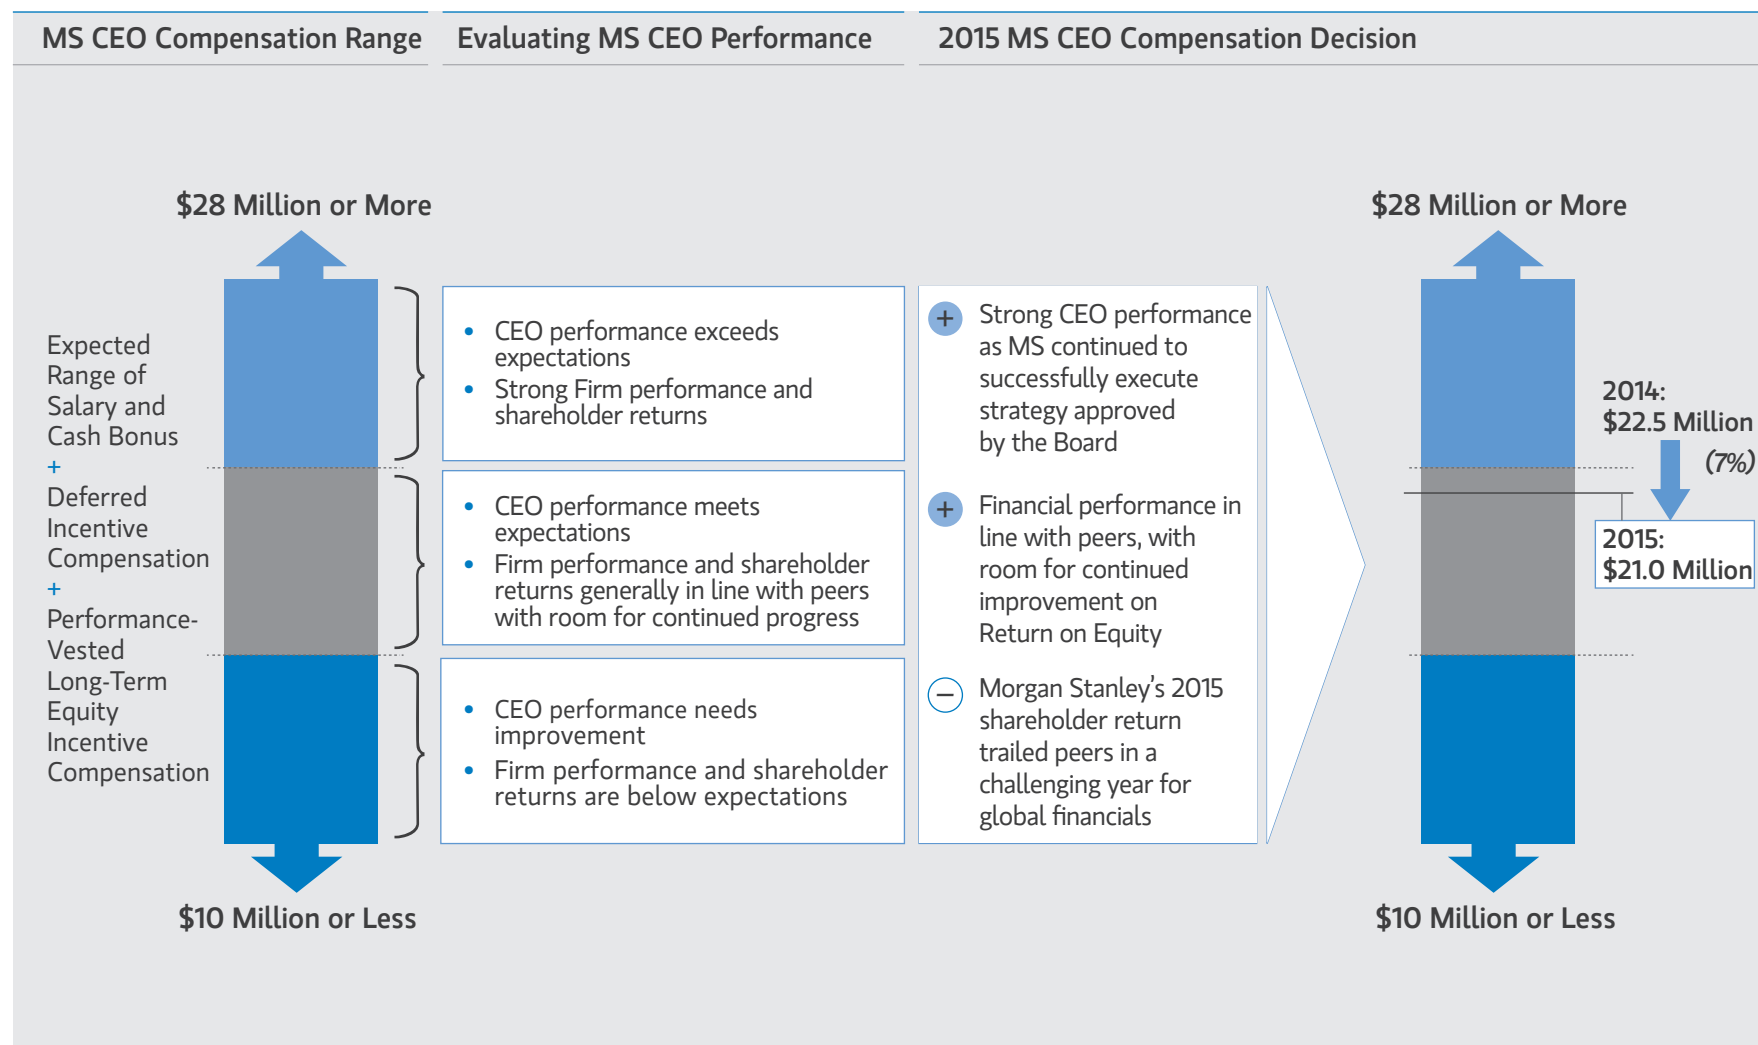 MS CEO Compensation Range
Evaluating MS CEO Performance
2015 MS CEO Compensation Decision
$28 Million or More
Expected
Range of
Salary and
Cash Bonus
+
Deferred
Incentive
Compensation
+
Performance-
Vested
Long-Term
Equity
Incentive
Compensation
$10 Million or Less
• CEO performance exceeds
expectations
• Strong Firm performance and
shareholder returns
• CEO performance meets
expectations
• Firm performance and shareholder
returns generally in line with peers
with room for continued progress
• CEO performance needs
improvement
• Firm performance and shareholder
returns are below expectations
+ Strong CEO performance
as MS continued to
successfully execute
strategy approved
by the Board
+ Financial performance in
line with peers, with
room for continued
improvement on
Return on Equity
− Morgan Stanley’s 2015
shareholder return
trailed peers in a
challenging year for
global financials
$28 Million or More
2014:
$22.5 Million
(7%)
2015:
$21.0 Million
$10 Million or Less